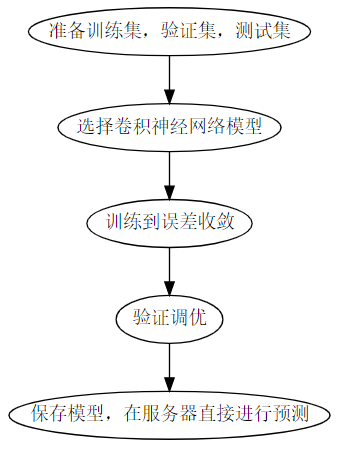 准备训练集，验证集，测试集
选择卷积神经网络模型
训练到误差收敛
验证调优
保存模型，在服务器直接进行预测